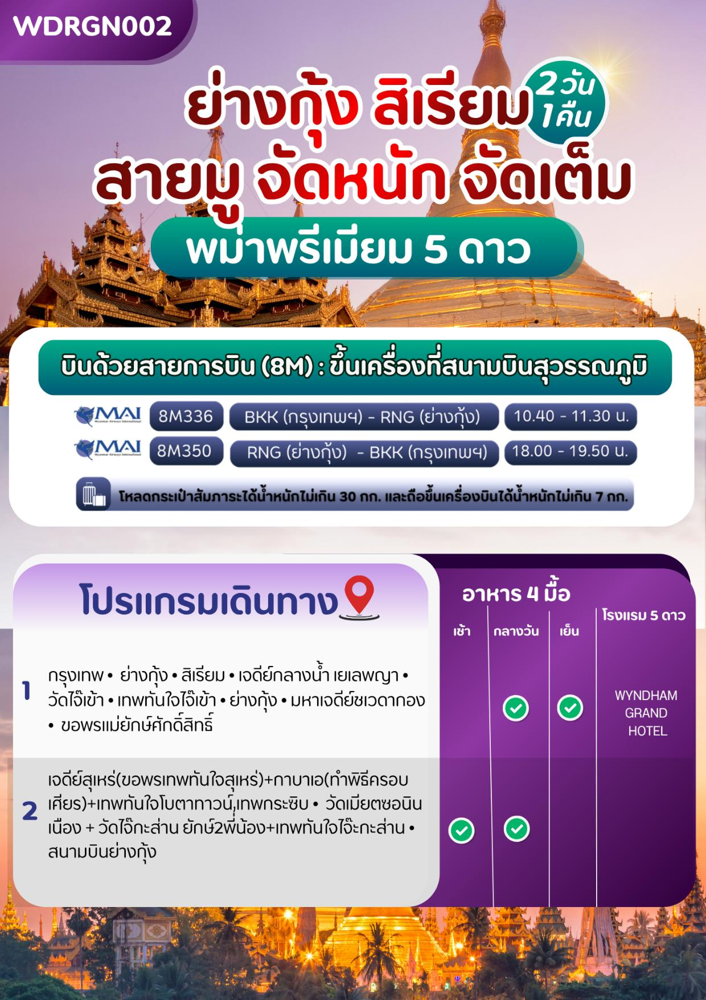 WDRGN002
ย่างกุ้ง สิเรียม
2 วัน
1 คืน
สายมู จัดหนัก จัดเต็ม
พม่าพรีเมียม 5 ดาว
บินด้วยสายการบิน (8M) : ขึ้นเครื่องที่สนามบินสุวรรณภูมิ
MAI Myanmar Airways International 8M336 BKK (กรุงเทพฯ) - RNG (ย่างกุ้ง) 10.40 - 11.30 น.
MAI Myanmar Airways International 8M350 RNG (ย่างกุ้ง) - BKK (กรุงเทพฯ) 18.00 - 19.50 น.
โหลดกระเป๋าสัมภาระได้น้ำหนักไม่เกิน 30 กก. และถือขึ้นเครื่องบินได้น้ำหนักไม่เกิน 7 กก.
โปรแกรมเดินทาง
อาหาร 4 มื้อ
โรงแรม 5 ดาว
เช้า กลางวัน เย็น
1
กรุงเทพ • ย่างกุ้ง • สิเรียม • เจดีย์กลางน้ำ เยเลพญา •
วัดไจ๊เข้า • เทพทันใจไจ๊เข้า • ย่างกุ้ง • มหาเจดีย์ชเวดากอง
• ขอพรแม่ยักษ์ศักดิ์สิทธิ์
WYNDHAM
GRAND
HOTEL
2
เจดีย์สุเหร่(ขอพรเทพทันใจสุเหร่)+กาบาเอ(ทำพิธีครอบ
เศียร)+เทพทันใจโบตาทาวน์,เทพกระซิบ • วัดเมียตซอนิน
เนือง + วัดไจ๊กะส่าน ยักษ์2พี่น้อง+เทพทันใจไจ๊ะกะส่าน •
สนามบินย่างกุ้ง